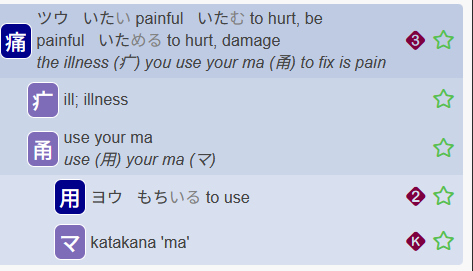 痛 ツウ いたい painful いたむ to hurt, be
painful いためる to hurt, damage 3
the illness (疒) you use your ma (甬) to fix is pain
疒 ill; illness
甬 use your ma
use (用) your ma (マ)
用 ヨウ もちいる to use 2
マ katakana 'ma' K